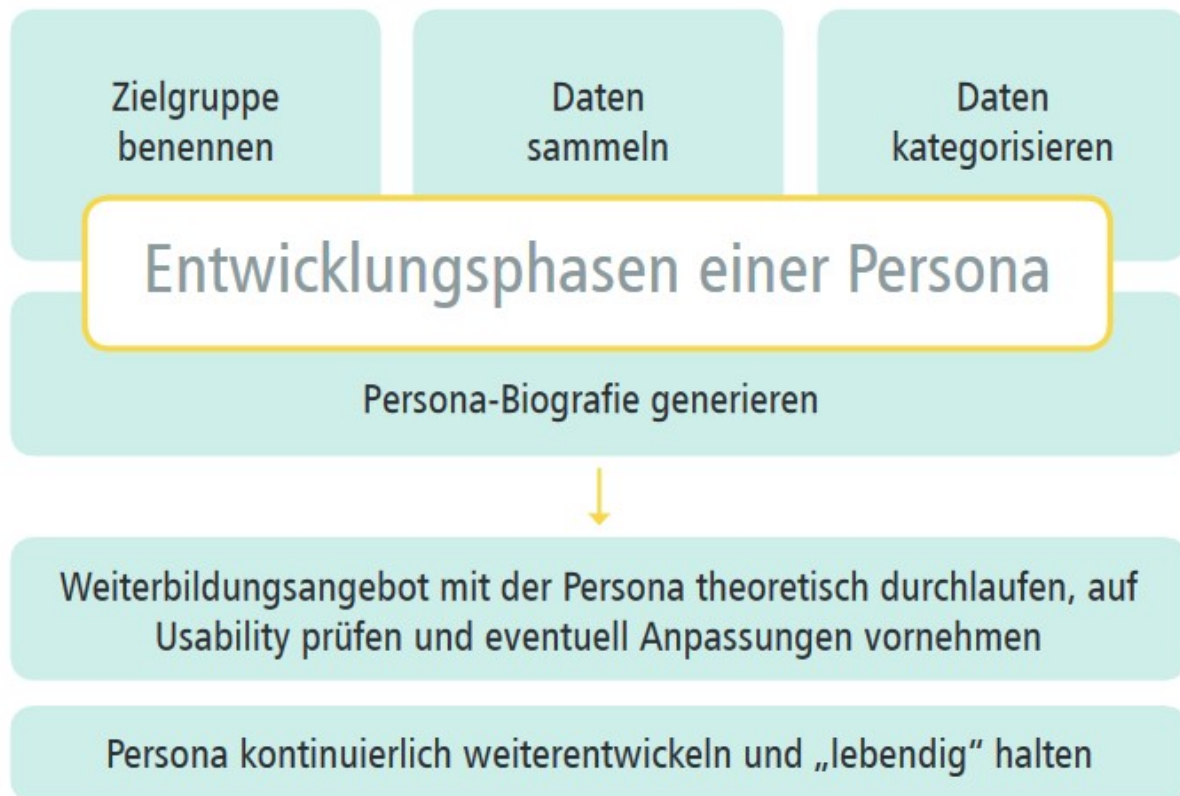 Zielgruppe
benennen
Daten
sammeln
Daten
kategorisieren
Entwicklungsphasen einer Persona
Persona-Biografie generieren
Weiterbildungsangebot mit der Persona theoretisch durchlaufen, auf
Usability prüfen und eventuell Anpassungen vornehmen
Persona kontinuierlich weiterentwickeln und „lebendig“ halten